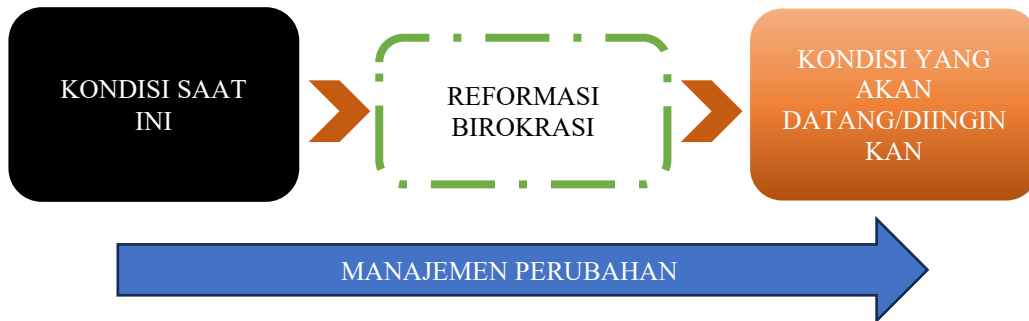 KONDISI SAAT
INI
REFORMASI
BIROKRASI
KONDISI YANG
AKAN
DATANG/DIINGIN
KAN
MANAJEMEN PERUBAHAN